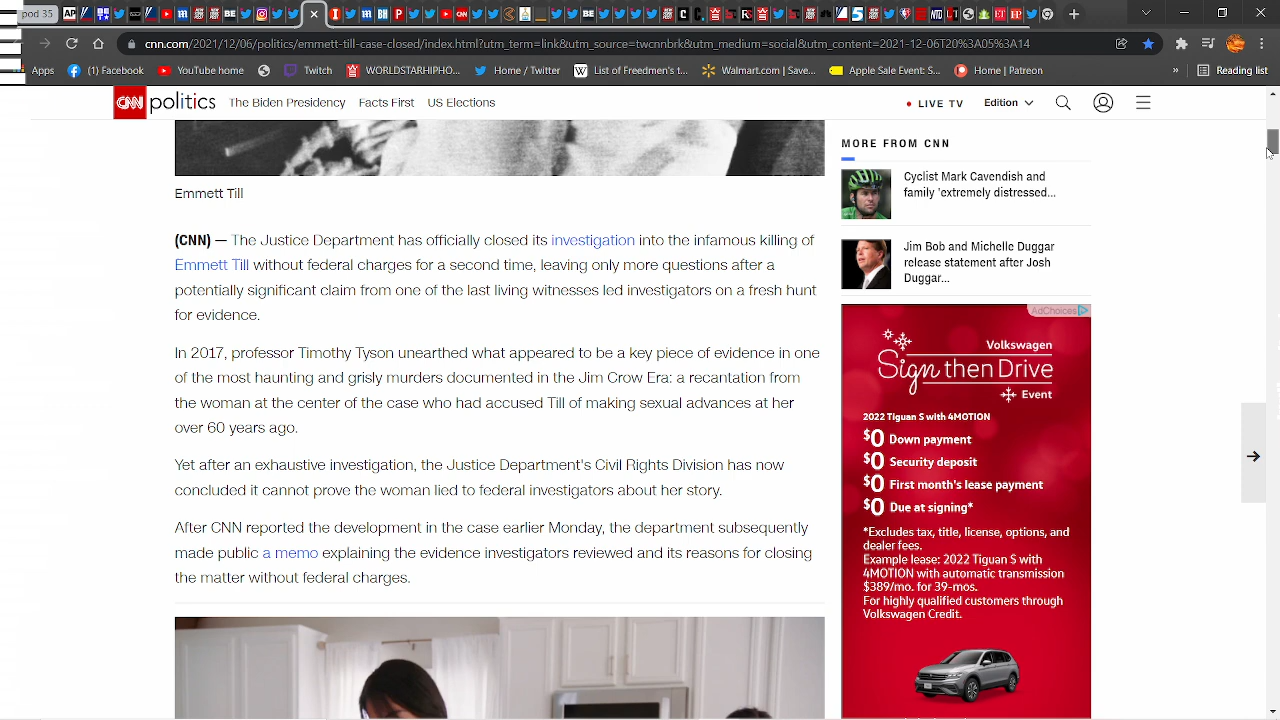 cnn.com/2021/12/06/politics/emmett-till-case-closed/index.html?utm_term=link&utm_source=twcnnbrk&utm_medium=social&utm_content=2021-12-06T20%3A05%3A14
Apps (1) Facebook YouTube home Twitch WORLDSTARHIPH... Home / Twitter List of Freedmen's t... Walmart.com | Sav... Apple Safari Early S... Home | Patreon » Reading list
CNN politics The Biden Presidency Facts First US Elections LIVE TV Edition
Emmett Till
(CNN) — The Justice Department has officially closed its investigation into the infamous killing of
Emmett Till without federal charges for a second time, leaving only more questions after a
potentially significant claim from one of the last living witnesses led investigators on a fresh hunt
for evidence.
In 2017, professor Tim Tyson unearthed what appeared to be a key piece of evidence in one
of the most notoriously murders documented in the Jim Crow Era: a recantation from
the woman at the center of the case who had accused Till of making sexual advances at her
over 60 years ago.
Yet after an exhaustive investigation, the Justice Department's Civil Rights Division has now
concluded it cannot prove the woman lied to federal investigators about her story.
After CNN reported the development in the case earlier Monday, the department subsequently
made public a memo explaining the evidence investigators reviewed and its reasons for closing
the matter without federal charges.
MORE FROM CNN
Cyclist Mark Cavendish and
family 'extremely distressed...
Jim Bob and Michelle Duggar
release statement after Josh
Duggar...
AdChoices
Volkswagen
Sign then Drive
Event
2022 Tiguan S with 4MOTION
$0 Down payment
$0 Security deposit
$0 First month's lease payment
$0 Due at signing*
*Excludes tax, title, license, options, and
dealer fees.
Example lease: 2022 Tiguan S with
4MOTION with automatic transmission
$389/mo. for 39-mos.
For highly qualified customers through
Volkswagen Credit.